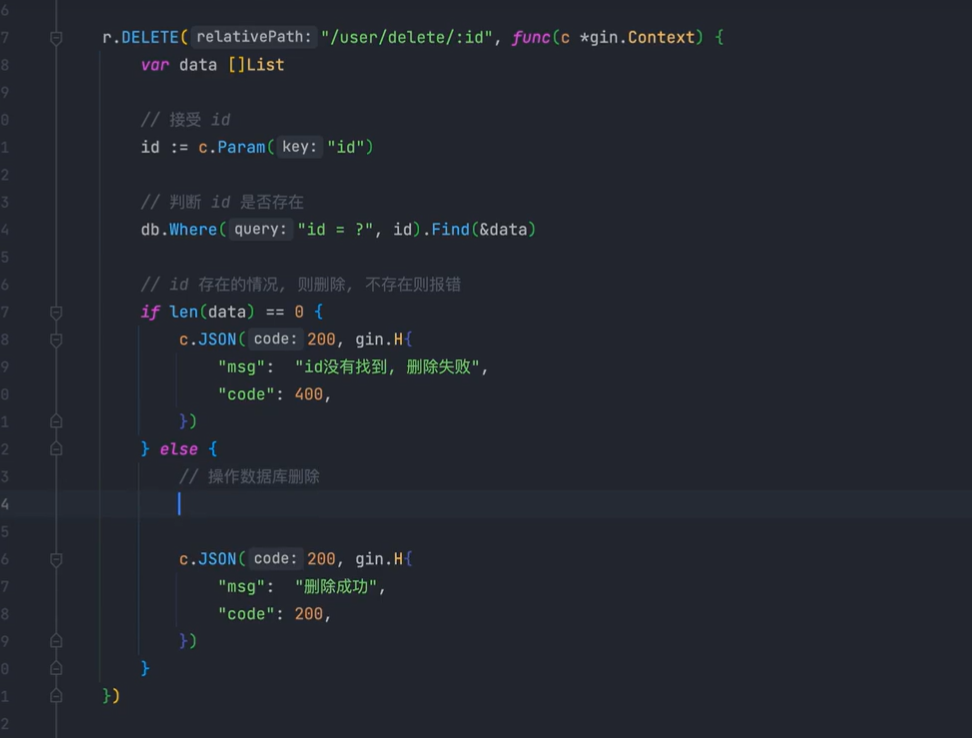 6
7 r.DELETE( relativePath: "/user/delete/:id", func(c *gin.Context) {
8 var data []List
9
0 // 接受 id
1 id := c.Param( key: "id")
2
3 // 判断 id 是否存在
4 db.Where( query: "id = ?", id).Find(&data)
5
6 // id 存在的情况, 则删除, 不存在则报错
7 if len(data) == 0 {
8 c.JSON( code: 200, gin.H{
9 "msg": "id没有找到, 删除失败",
0 "code": 400,
1 })
2 } else {
3 // 操作数据库删除
4
5
6 c.JSON( code: 200, gin.H{
7 "msg": "删除成功",
8 "code": 200,
9 })
0 }
1 })
2